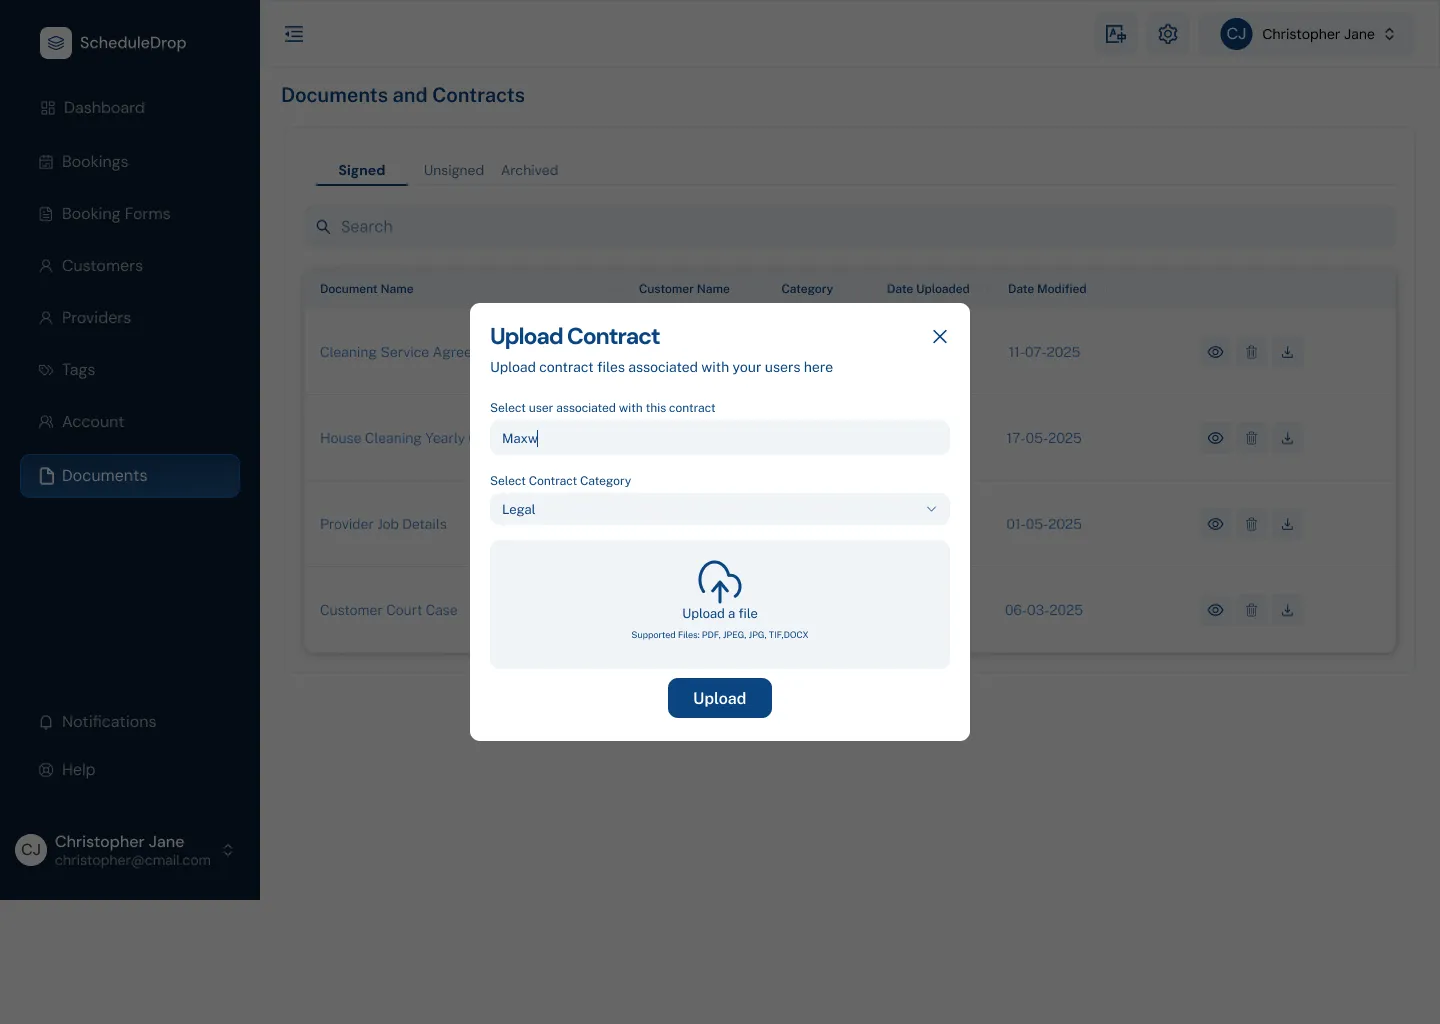 ScheduleDrop
Dashboard
Bookings
Booking Forms
Customers
Providers
Tags
Account
Documents
Notifications
Help
CJ
Christopher Jane
christopher@cmail.com
CJ Christopher Jane
Documents and Contracts
Signed Unsigned Archived
Search
Document Name Customer Name Category Date Uploaded Date Modified
Cleaning Service Agree 11-07-2025
House Cleaning Yearly 17-05-2025
Provider Job Details 01-05-2025
Customer Court Case 06-03-2025
Upload Contract
Upload contract files associated with your users here
Select user associated with this contract
Maxw
Select Contract Category
Legal
Upload a file
Supported Files: PDF, JPEG, JPG, TIF,DOCX
Upload